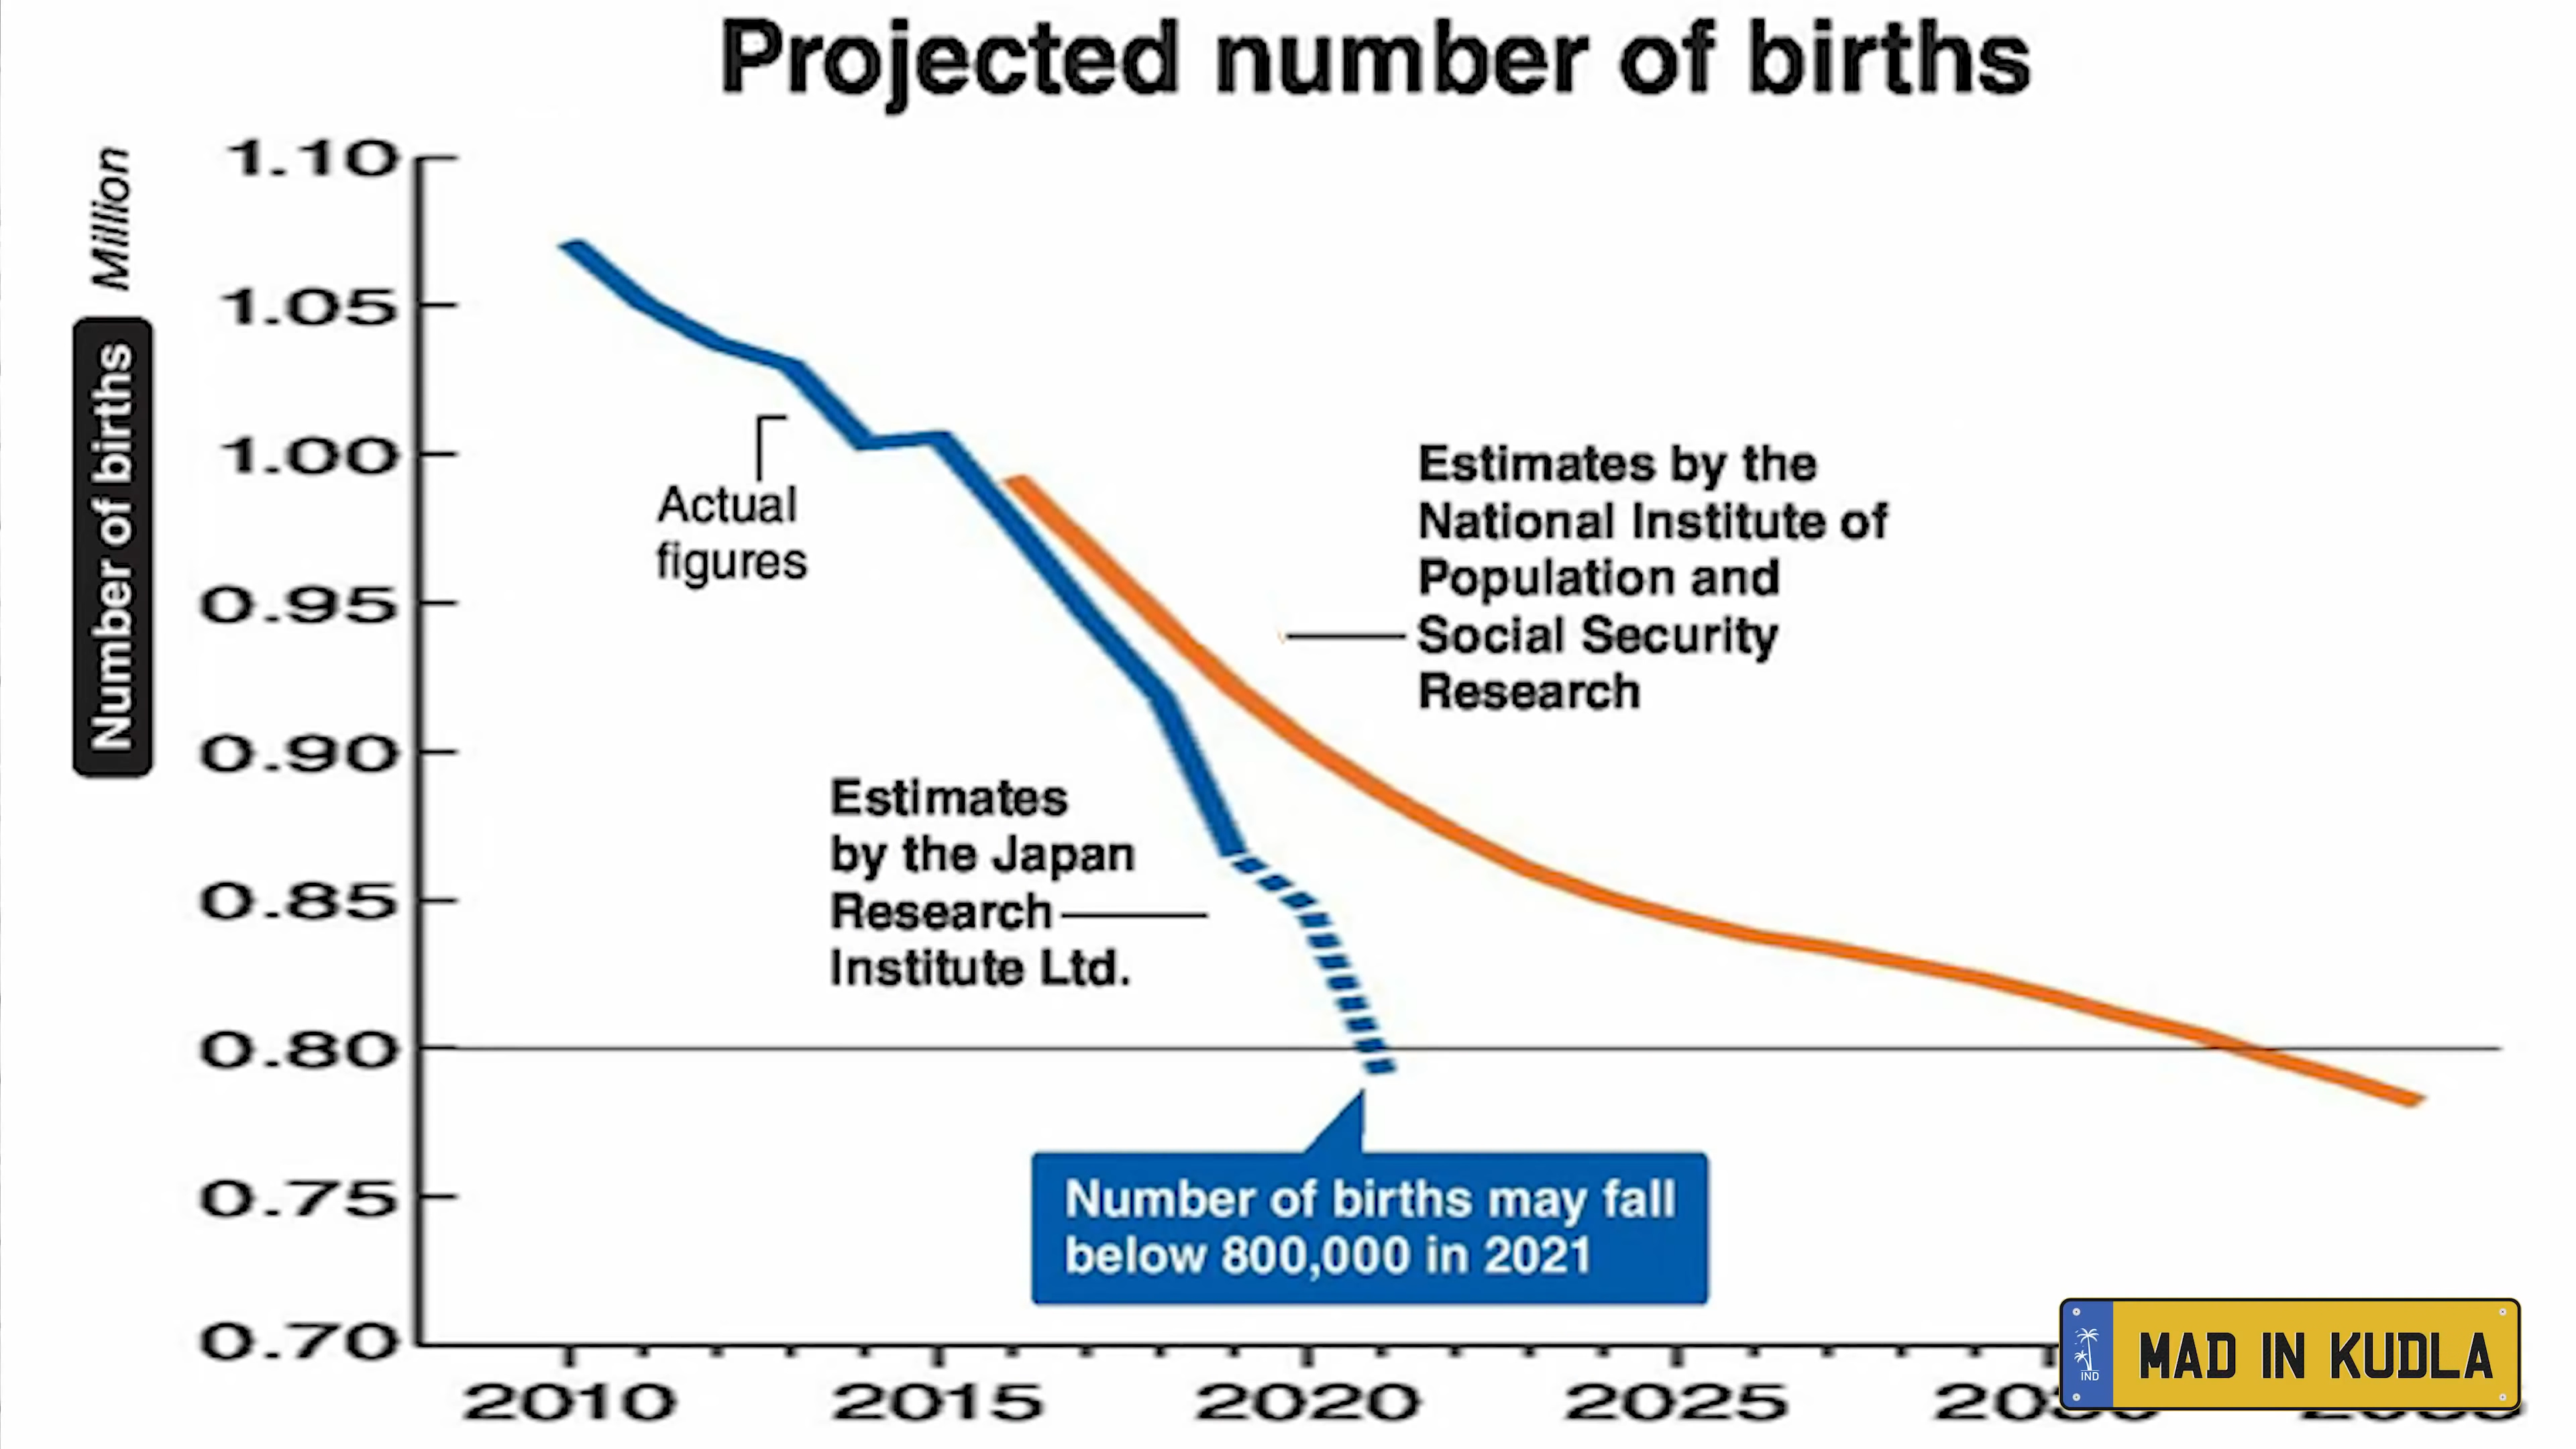 Projected number of births
Number of births Million
1.10
1.05
1.00
0.95
0.90
0.85
0.80
0.75
0.70
Actual
figures
Estimates by the
National Institute of
Population and
Social Security
Research
Estimates
by the Japan
Research
Institute Ltd.
Number of births may fall
below 800,000 in 2021
2010 2015 2020 2025
IND
MAD IN KUDLA